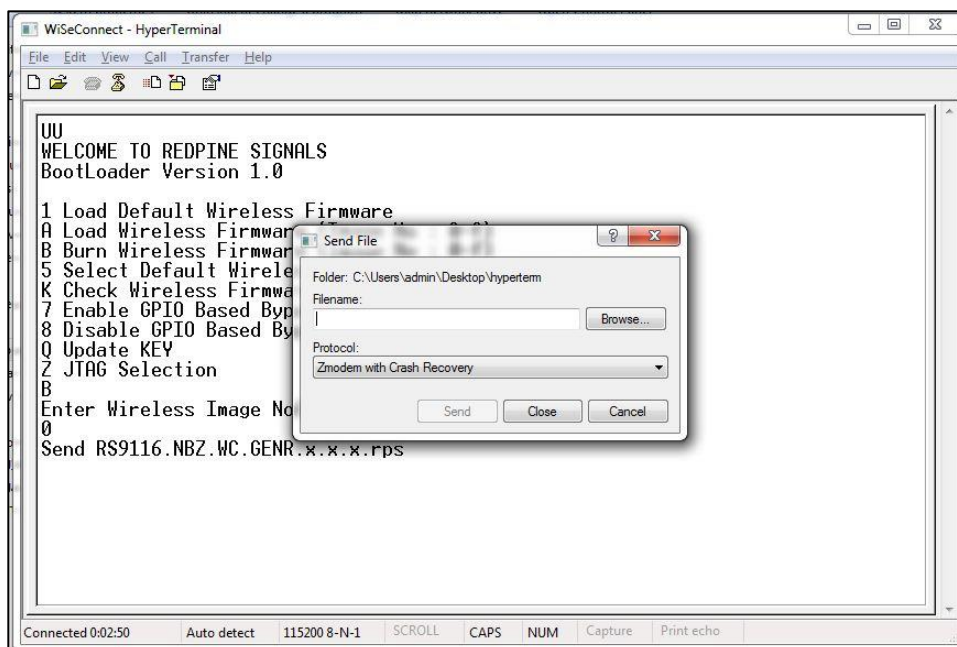 WiSeConnect - HyperTerminal
File Edit View Call Transfer Help
UU
WELCOME TO REDPINE SIGNALS
BootLoader Version 1.0
1 Load Default Wireless Firmware
A Load Wireless Firmwar
B Burn Wireless Firmwar
5 Select Default Wirele
K Check Wireless Firmwa
7 Enable GPIO Based Byp
8 Disable GPIO Based By
Q Update KEY
Z JTAG Selection
B
Enter Wireless Image No
0
Send RS9116.NBZ.WC.GENR.x.x.x.rps
Send File
Folder: C:\Users\admin\Desktop\hyperterm
Filename:
Browse...
Protocol:
Zmodem with Crash Recovery
Send Close Cancel
Connected 0:02:50 Auto detect 115200 8-N-1 SCROLL CAPS NUM Capture Print echo